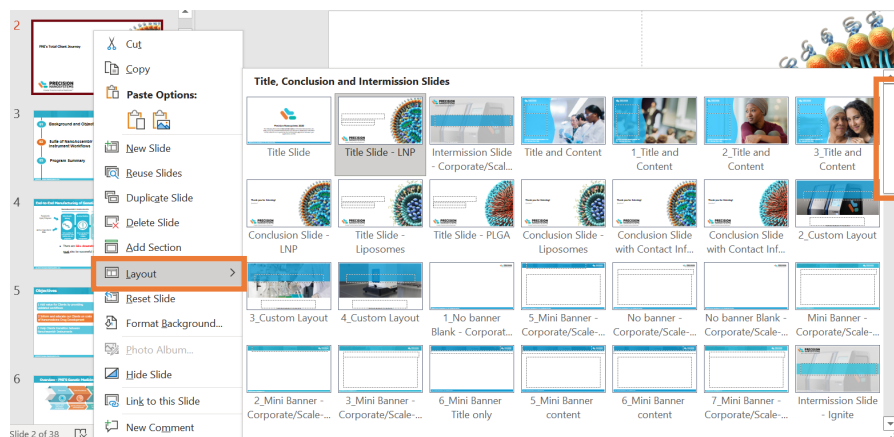 2
PNI's Total Client Journey
PRECISION
NANOSYSTEMS
3
Background and Object
Suite of NanoAssemblr
Instrument Workflows
Program Summary
4
5
Objectives
6
Slide 2 of 38
Cut
Copy
Paste Options:
New Slide
Reuse Slides
Duplicate Slide
Delete Slide
Add Section
Layout
Reset Slide
Format Background...
Photo Album...
Hide Slide
Link to this Slide
New Comment
Title, Conclusion and Intermission Slides
Title Slide
Title Slide - LNP
Intermission Slide
- Corporate/Scal...
Title and Content
1_Title and
Content
2_Title and
Content
3_Title and
Content
Conclusion Slide -
LNP
Title Slide -
Liposomes
Title Slide - PLGA
Conclusion Slide -
Liposomes
Conclusion Slide
with Contact Inf...
Conclusion Slide
with Contact Inf...
2_Custom Layout
3_Custom Layout
4_Custom Layout
1_No banner
Blank - Corporat...
5_Mini Banner -
Corporate/Scale-...
No banner -
Corporate/Scale-...
No banner Blank -
Corporate/Scale-...
Mini Banner -
Corporate/Scale-...
2_Mini Banner -
Corporate/Scale-...
3_Mini Banner -
Corporate/Scale-...
6_Mini Banner
Title only
5_Mini Banner
content
6_Mini Banner
content
7_Mini Banner -
Corporate/Scale-...
Intermission Slide
- Ignite